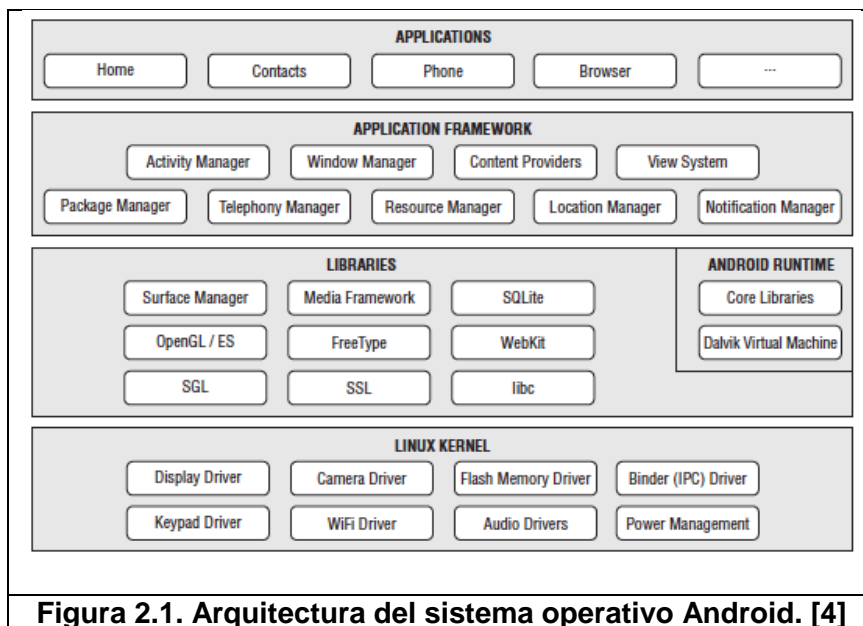 APPLICATIONS
Home Contacts Phone Browser ...
APPLICATION FRAMEWORK
Activity Manager Window Manager Content Providers View System
Package Manager Telephony Manager Resource Manager Location Manager Notification Manager
LIBRARIES ANDROID RUNTIME
Surface Manager Media Framework SQLite Core Libraries
OpenGL / ES FreeType WebKit Dalvik Virtual Machine
SGL SSL libc
LINUX KERNEL
Display Driver Camera Driver Flash Memory Driver Binder (IPC) Driver
Keypad Driver WiFi Driver Audio Drivers Power Management
Figura 2.1. Arquitectura del sistema operativo Android. [4]